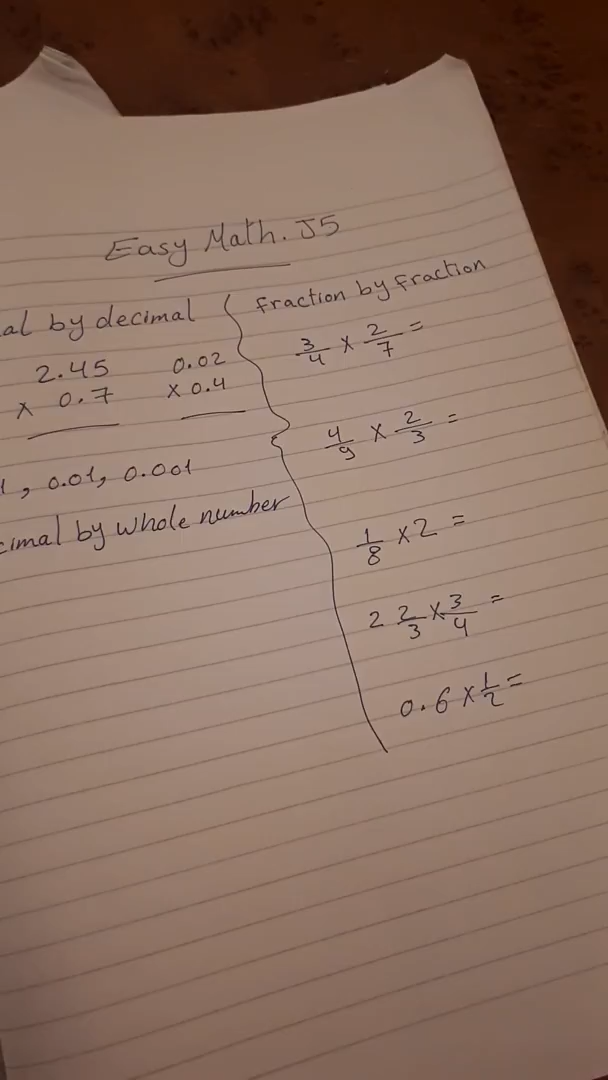 Easy Math. J5
al by decimal
2.45
x 0.7
0.02
x 0.4
1, 0.01, 0.001
cimal by whole number
fraction by fraction
3/4 x 2/7 =
4/9 x 2/3 =
1/8 x 2 =
2 2/3 x 3/4 =
0.6 x 1/2 =